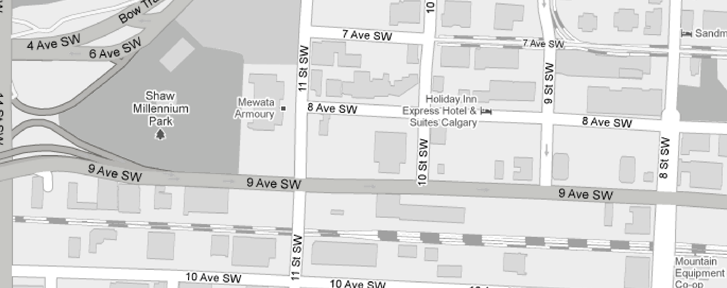 Bow Tra
4 Ave SW
6 Ave SW
7 Ave SW
7 Ave SW
11 St SW
10
9 St SW
Sandm
Shaw
Millennium
Park
Mewata
Armoury
8 Ave SW
Holiday Inn
Express Hotel &
Suites Calgary
8 Ave SW
10 St SW
8 St SW
9 Ave SW
9 Ave SW
9 Ave SW
11 St SW
10 Ave SW
10 Ave SW
Mountain
Equipment
Co-op